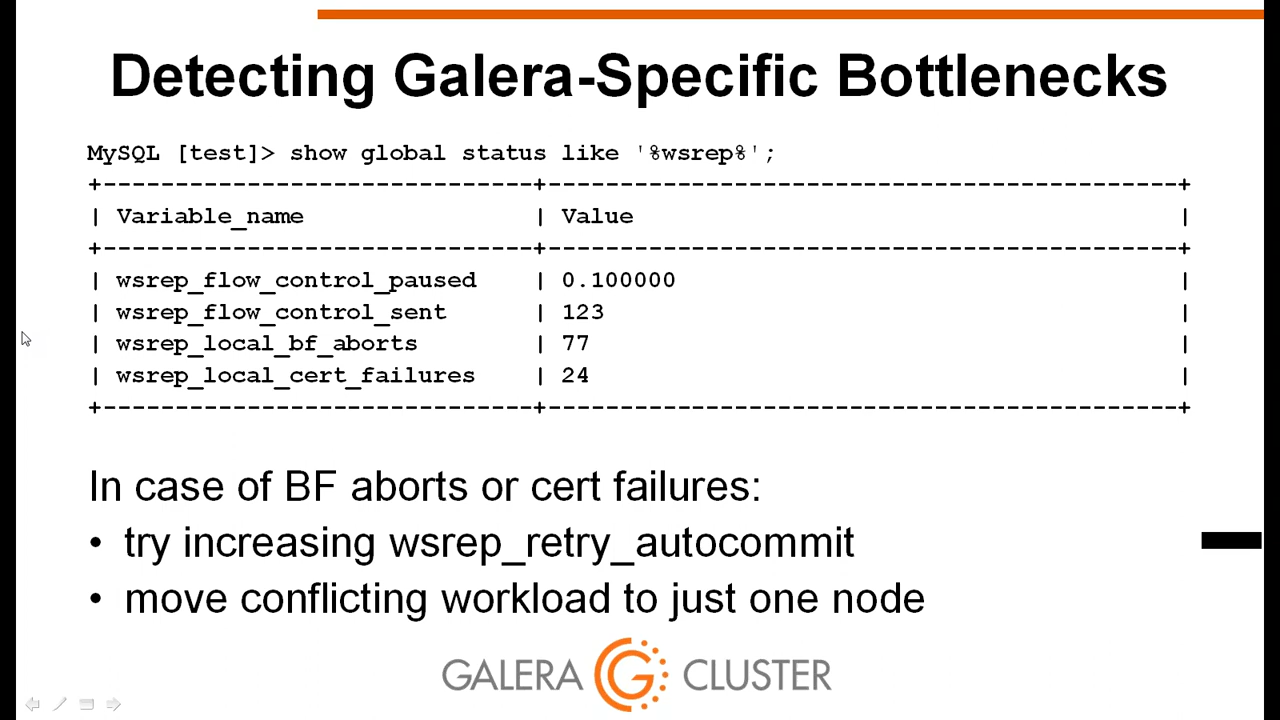 Detecting Galera-Specific Bottlenecks
MySQL [test]> show global status like '%wsrep%';
+------------------------------+---------------------------------------------+
| Variable_name                | Value                                       |
+------------------------------+---------------------------------------------+
| wsrep_flow_control_paused    | 0.100000                                    |
| wsrep_flow_control_sent      | 123                                         |
| wsrep_local_bf_aborts        | 77                                          |
| wsrep_local_cert_failures    | 24                                          |
+------------------------------+---------------------------------------------+
In case of BF aborts or cert failures:
• try increasing wsrep_retry_autocommit
• move conflicting workload to just one node
GALERA CLUSTER